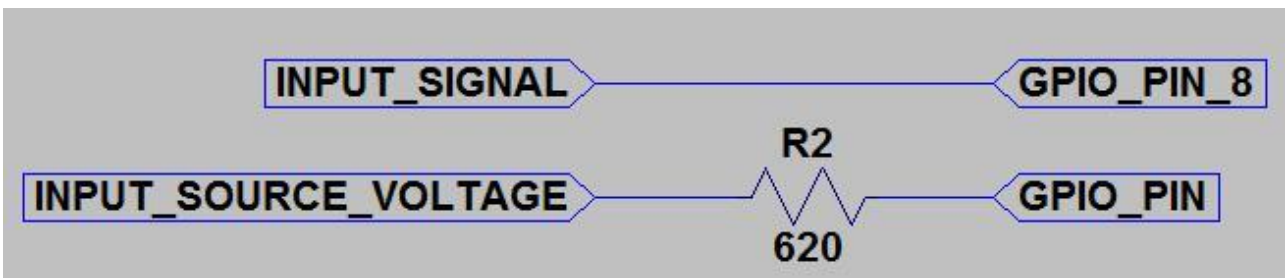 INPUT_SIGNAL GPIO_PIN_8
R2
INPUT_SOURCE_VOLTAGE GPIO_PIN
620